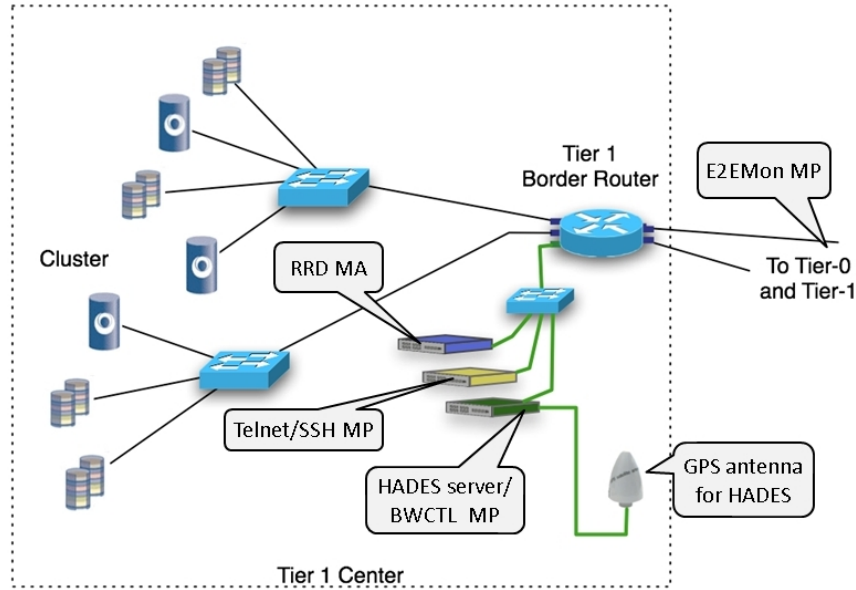 Tier 1
Border Router
E2EMon MP
Cluster
RRD MA
To Tier-0
and Tier-1
Telnet/SSH MP
HADES server/
BWCTL MP
GPS antenna
for HADES
Tier 1 Center